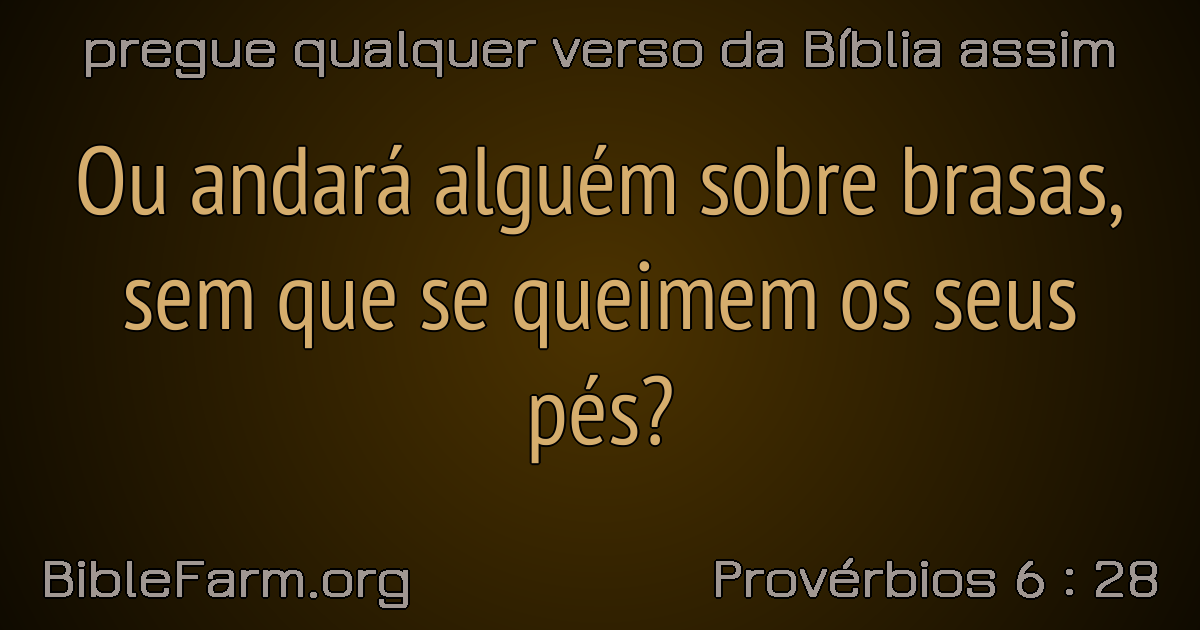 pregue qualquer verso da Bíblia assim
Ou andará alguém sobre brasas,
sem que se queimem os seus
pés?
BibleFarm.org
Provérbios 6 : 28